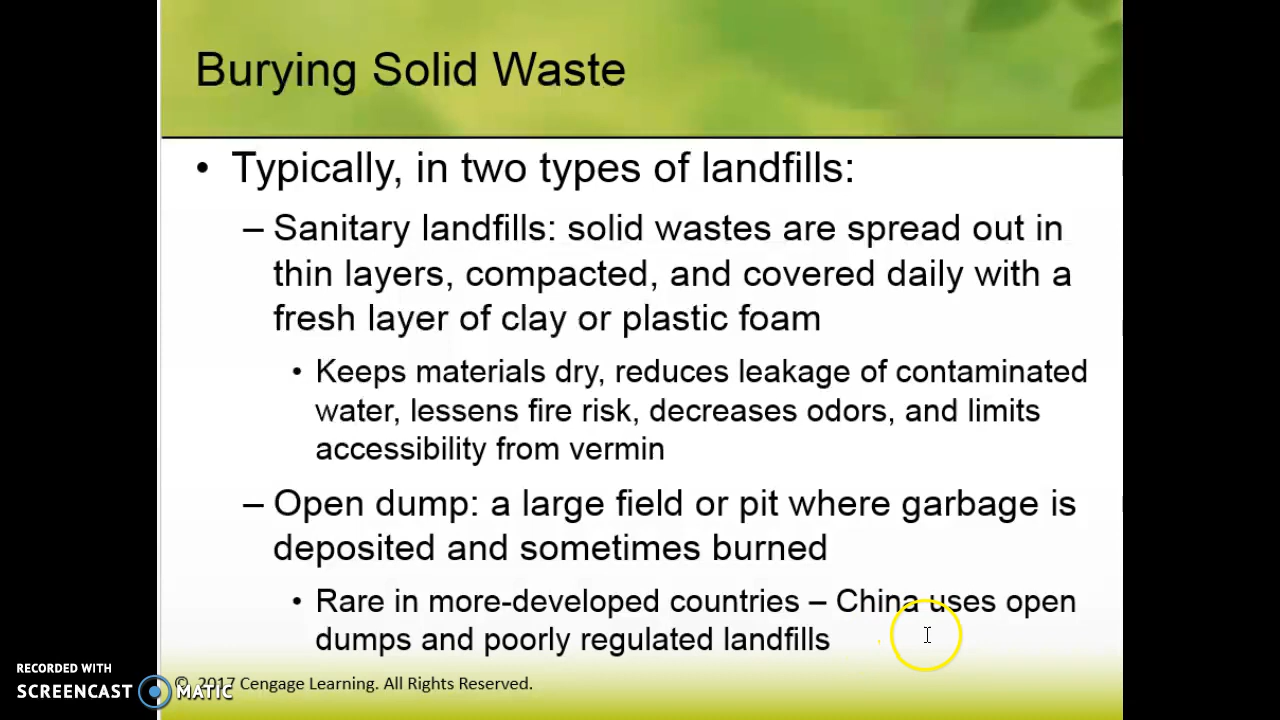 Burying Solid Waste
• Typically, in two types of landfills:
– Sanitary landfills: solid wastes are spread out in
thin layers, compacted, and covered daily with a
fresh layer of clay or plastic foam
• Keeps materials dry, reduces leakage of contaminated
water, lessens fire risk, decreases odors, and limits
accessibility from vermin
– Open dump: a large field or pit where garbage is
deposited and sometimes burned
• Rare in more-developed countries – China uses open
dumps and poorly regulated landfills
© 2017 Cengage Learning. All Rights Reserved.
RECORDED WITH
SCREENCAST MATIC